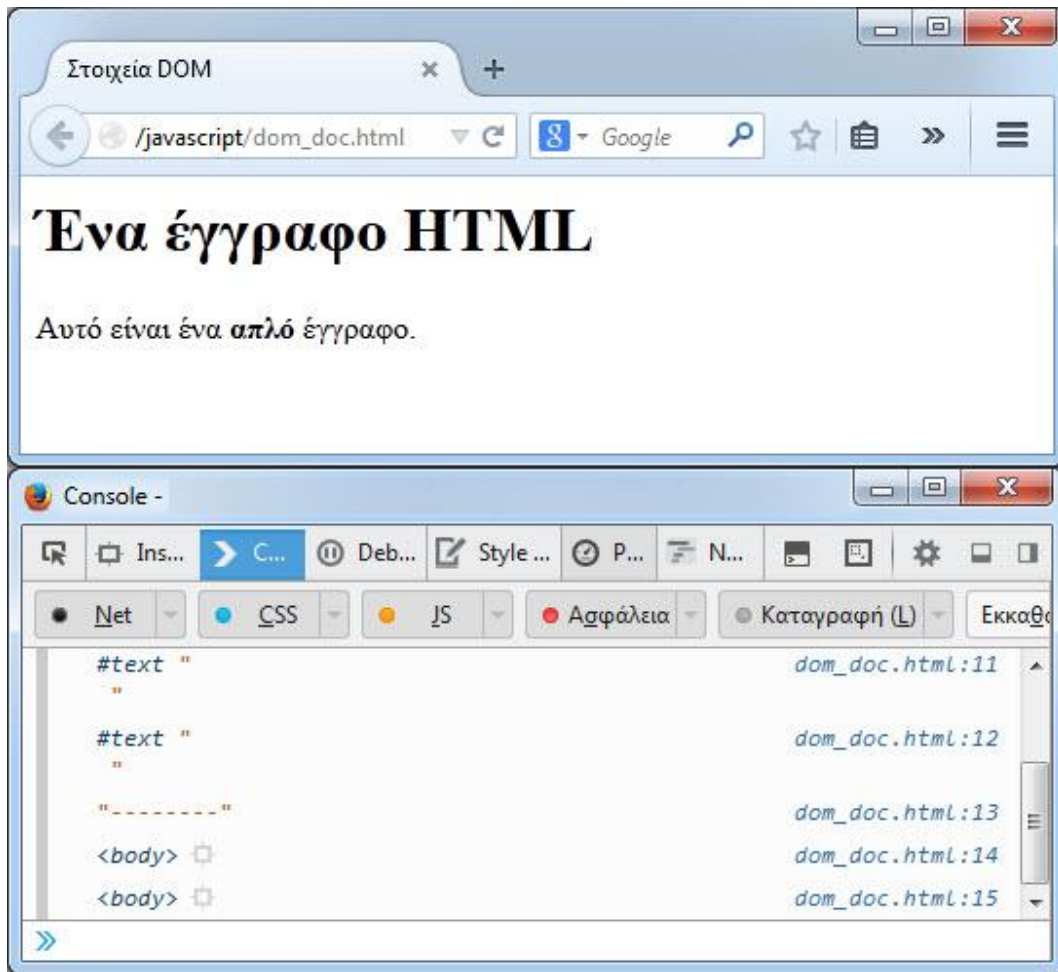 Στοιχεία DOM
/javascript/dom_doc.html
8 Google
Ένα έγγραφο HTML
Αυτό είναι ένα απλό έγγραφο.
Console -
Ins... C... Deb... Style ... P... N...
Net CSS JS Ασφάλεια Καταγραφή (L)
#text " dom_doc.html:11
"
#text " dom_doc.html:12
"
"--------" dom_doc.html:13
<body> dom_doc.html:14
<body> dom_doc.html:15